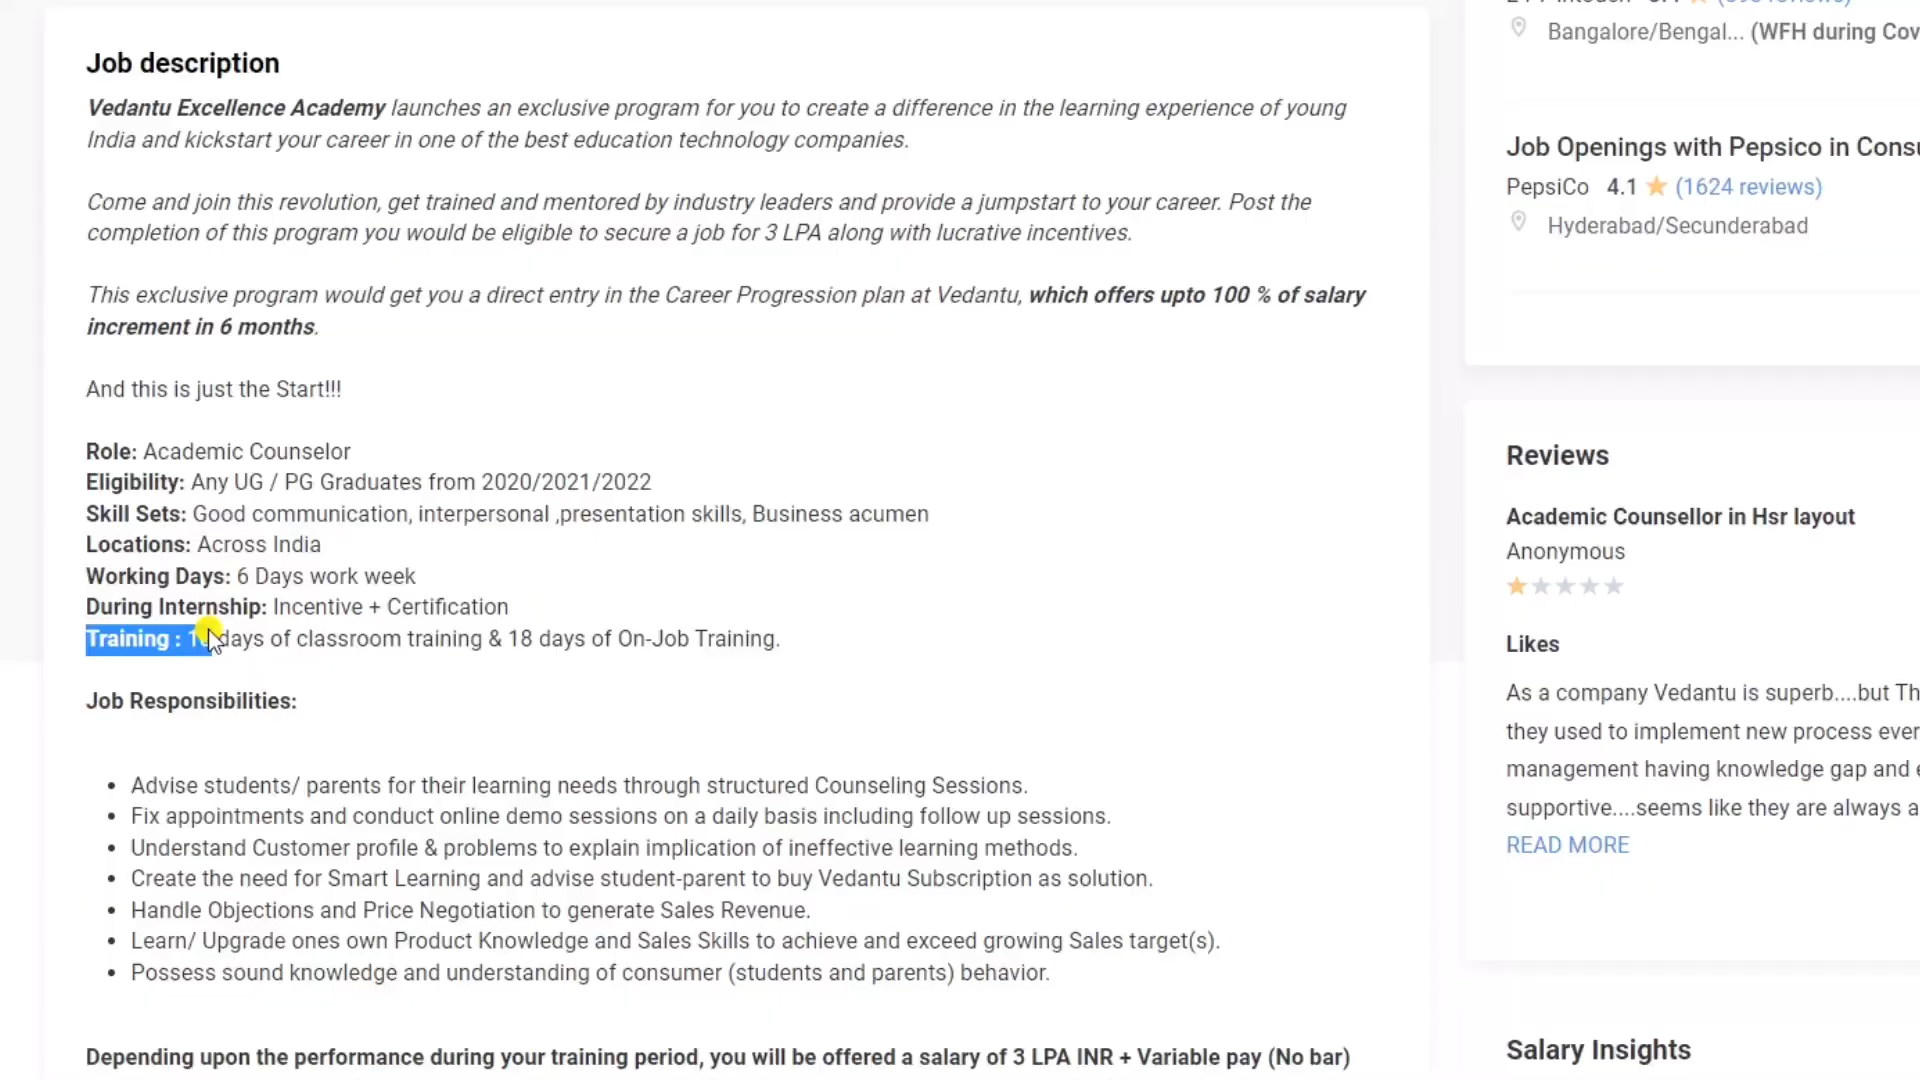 Job description
Vedantu Excellence Academy launches an exclusive program for you to create a difference in the learning experience of young
India and kickstart your career in one of the best education technology companies.
Come and join this revolution, get trained and mentored by industry leaders and provide a jumpstart to your career. Post the
completion of this program you would be eligible to secure a job for 3 LPA along with lucrative incentives.
This exclusive program would get you a direct entry in the Career Progression plan at Vedantu, which offers upto 100 % of salary
increment in 6 months.
And this is just the Start!!!
Role: Academic Counselor
Eligibility: Any UG / PG Graduates from 2020/2021/2022
Skill Sets: Good communication, interpersonal ,presentation skills, Business acumen
Locations: Across India
Working Days: 6 Days work week
During Internship: Incentive + Certification
Training : days of classroom training & 18 days of On-Job Training.
Job Responsibilities:
• Advise students/ parents for their learning needs through structured Counseling Sessions.
• Fix appointments and conduct online demo sessions on a daily basis including follow up sessions.
• Understand Customer profile & problems to explain implication of ineffective learning methods.
• Create the need for Smart Learning and advise student-parent to buy Vedantu Subscription as solution.
• Handle Objections and Price Negotiation to generate Sales Revenue.
• Learn/ Upgrade ones own Product Knowledge and Sales Skills to achieve and exceed growing Sales target(s).
• Possess sound knowledge and understanding of consumer (students and parents) behavior.
Depending upon the performance during your training period, you will be offered a salary of 3 LPA INR + Variable pay (No bar)
Bangalore/Bengal... (WFH during Cov
Job Openings with Pepsico in Consu
PepsiCo 4.1 (1624 reviews)
Hyderabad/Secunderabad
Reviews
Academic Counsellor in Hsr layout
Anonymous
Likes
As a company Vedantu is superb....but Th
they used to implement new process ever
management having knowledge gap and e
supportive....seems like they are always a
READ MORE
Salary Insights